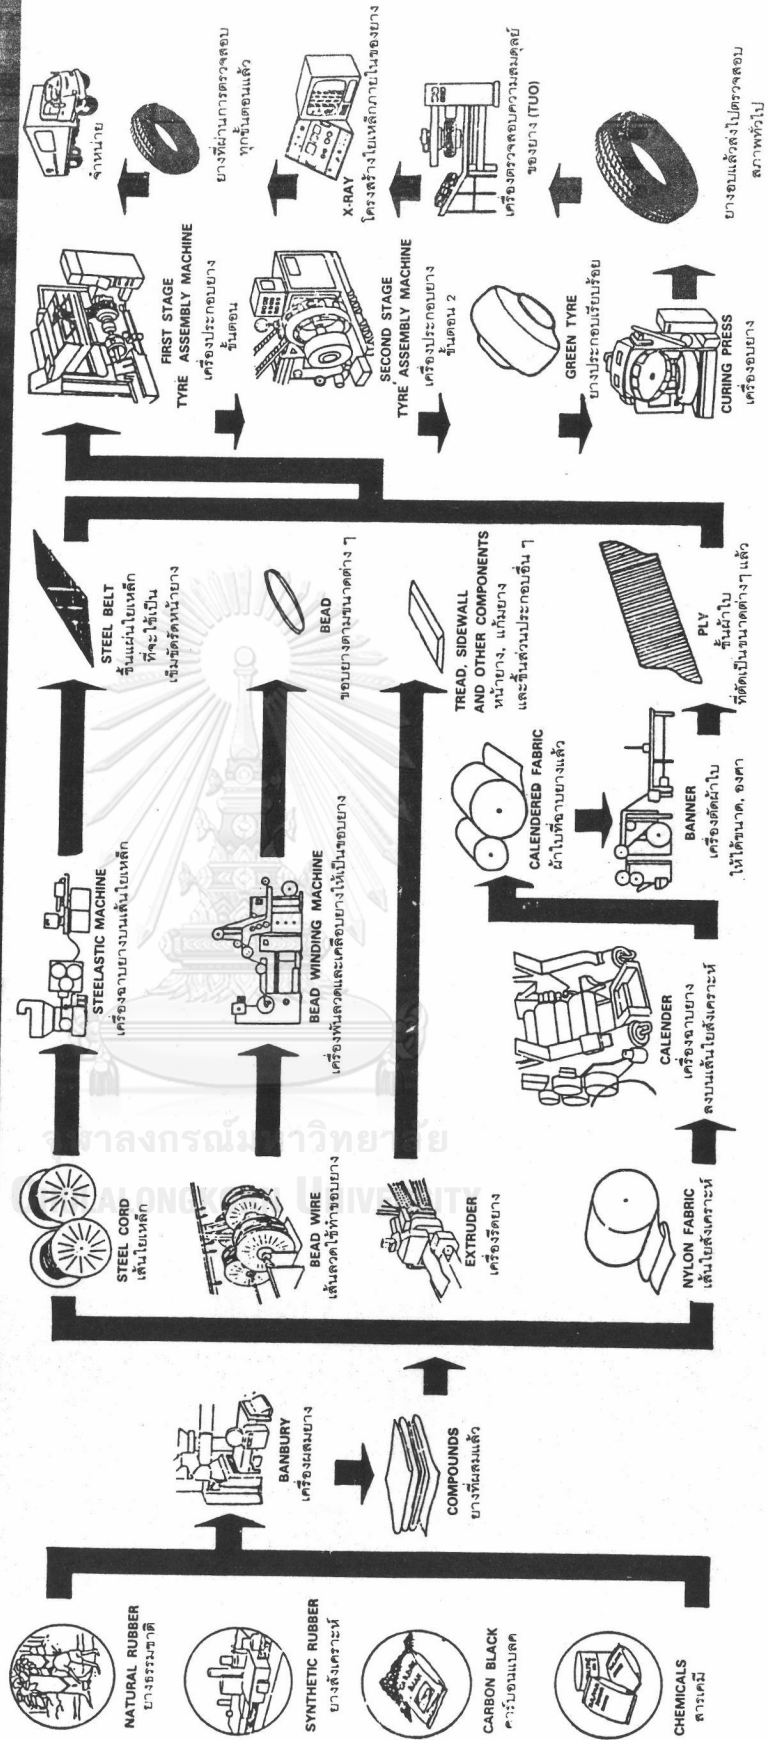 NATURAL RUBBER
ยางธรรมชาติ
SYNTHETIC RUBBER
ยางสังเคราะห์
CARBON BLACK
คาร์บอนแบลค
CHEMICALS
สารเคมี
BANBURY
เครื่องผสมยาง
COMPOUNDS
ยางที่ผสมแล้ว
STEEL CORD
เส้นใยเหล็ก
BEAD WIRE
เส้นลวดใช้ทำขอบยาง
EXTRUDER
เครื่องรีดยาง
NYLON FABRIC
เส้นใยสังเคราะห์
STEELASTIC MACHINE
เครื่องฉาบยางบนเส้นใยเหล็ก
BEAD WINDING MACHINE
เครื่องพันลวดและเคลือบยางให้เป็นขอบยาง
CALENDER
เครื่องฉาบยาง
ลงบนเส้นใยสังเคราะห์
CALENDERED FABRIC
ผ้าใบที่ฉาบยางแล้ว
BANNER
เครื่องตัดผ้าใบ
ให้ได้ขนาด, องศา
STEEL BELT
ชิ้นแผ่นใยเหล็ก
ที่จะใช้เป็น
เข็มขัดรัดหน้ายาง
BEAD
ขอบยางตามขนาดต่าง ๆ
TREAD, SIDEWALL
AND OTHER COMPONENTS
หน้ายาง, แก้มยาง
และชิ้นส่วนประกอบอื่น ๆ
PLY
ชิ้นผ้าใบ
ที่ตัดเป็นขนาดต่างๆ แล้ว
FIRST STAGE
TYRE ASSEMBLY MACHINE
เครื่องประกอบยาง
ขั้นตอน
SECOND STAGE
TYRE ASSEMBLY MACHINE
เครื่องประกอบยาง
ขั้นตอน 2
GREEN TYRE
ยางประกอบเรียบร้อย
CURING PRESS
เครื่องอบยาง
ยางอบแล้วส่งไปตรวจสอบ
สภาพทั่วไป
เครื่องตรวจสอบความสมดุลย์
ของยาง (TUO)
X-RAY
โครงสร้างใยเหล็กภายในของยาง
ยางที่ผ่านการตรวจสอบ
ทุกขั้นตอนแล้ว
จำหน่าย
จุฬาลงกรณ์มหาวิทยาลัย
CHULALONGKORN UNIVERSITY